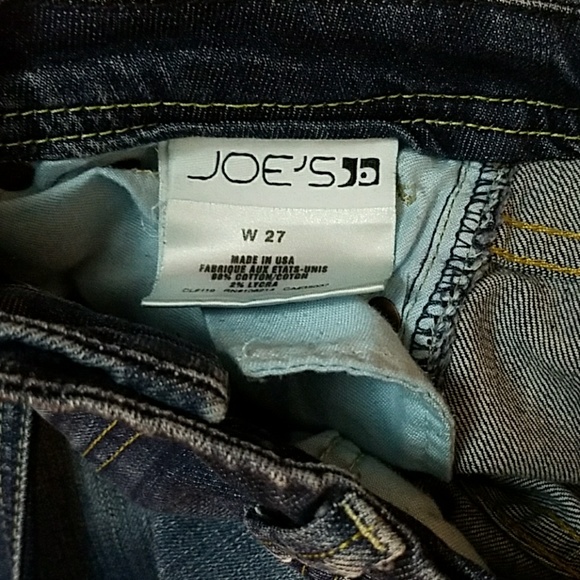 JOE'S
W 27
MADE IN USA
FABRIQUE AUX ETATS-UNIS
98% COTTON/COTON
2% LYCRA